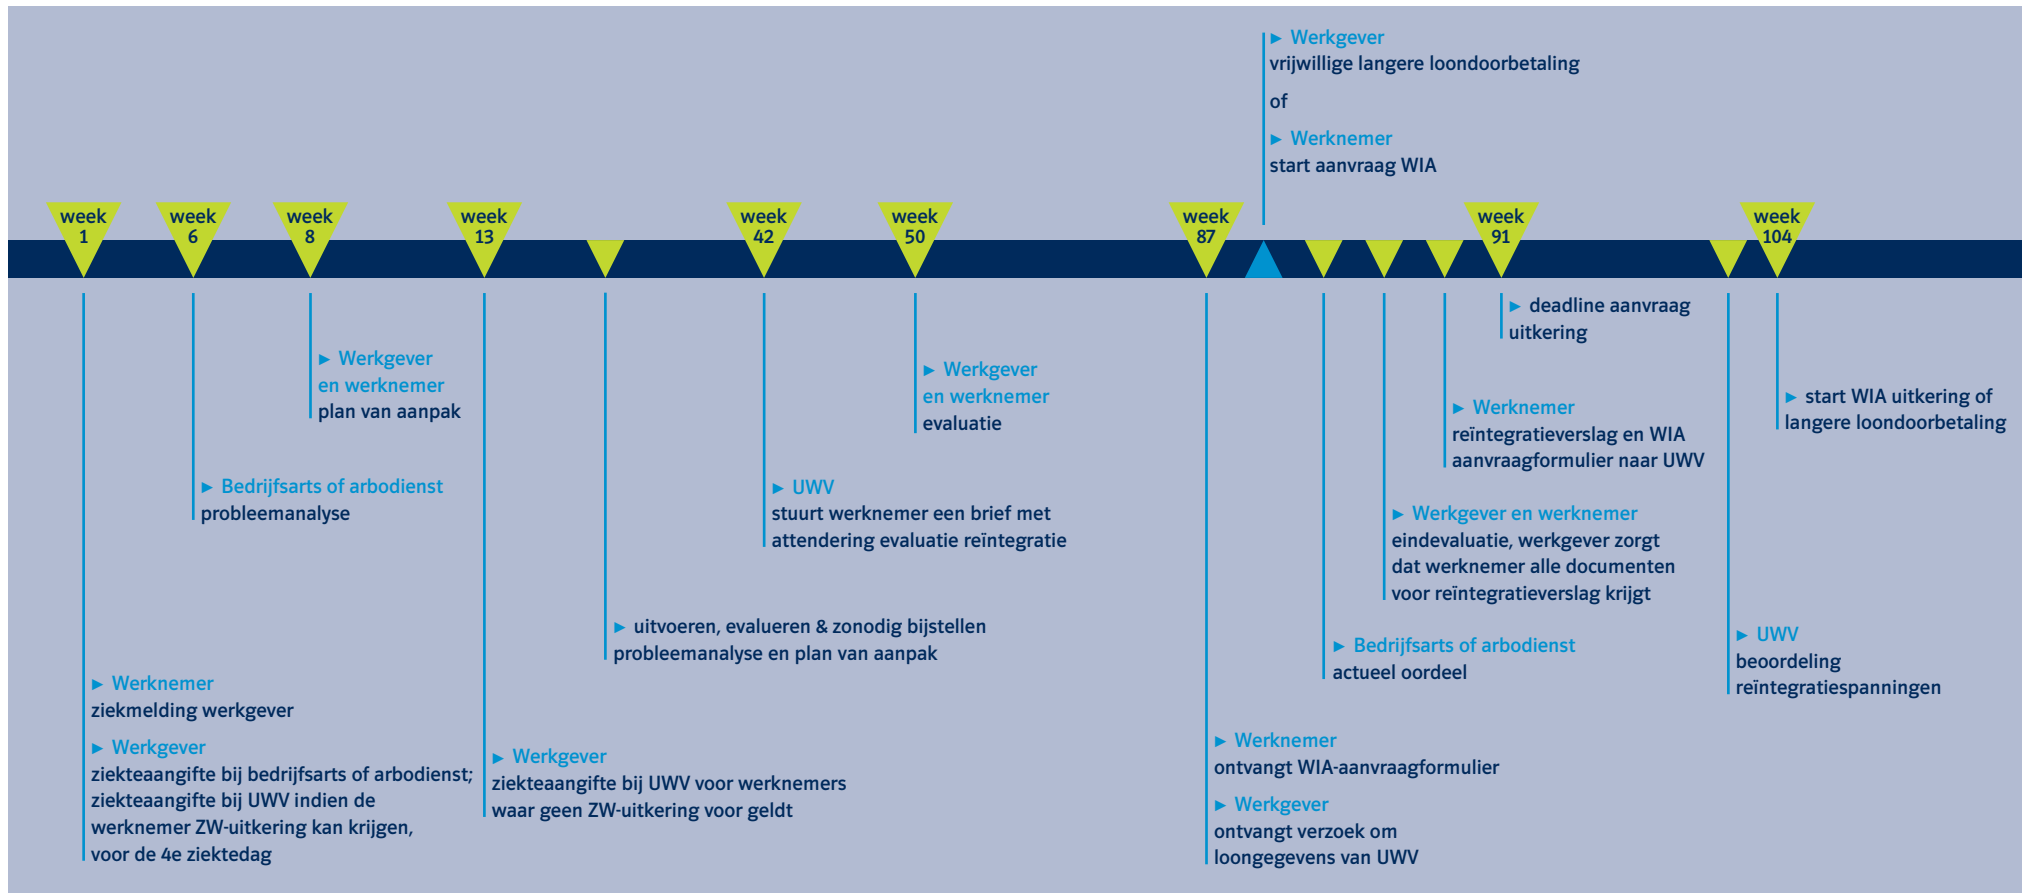 ► Werkgever
vrijwillige langere loondoorbetaling
of
► Werknemer
start aanvraag WIA
week
1
week
6
week
8
week
13
week
42
week
50
week
87
week
91
week
104
► Werknemer
ziekmelding werkgever
► Werkgever
ziekteaangifte bij bedrijfsarts of arbodienst;
ziekteaangifte bij UWV indien de
werknemer ZW-uitkering kan krijgen,
voor de 4e ziektedag
► Bedrijfsarts of arbodienst
probleemanalyse
► Werkgever
en werknemer
plan van aanpak
► Werkgever
ziekteaangifte bij UWV voor werknemers
waar geen ZW-uitkering voor geldt
► uitvoeren, evalueren & zonodig bijstellen
probleemanalyse en plan van aanpak
► UWV
stuurt werknemer een brief met
attendering evaluatie reïntegratie
► Werkgever
en werknemer
evaluatie
► Werknemer
ontvangt WIA-aanvraagformulier
► Werkgever
ontvangt verzoek om
loongegevens van UWV
► Bedrijfsarts of arbodienst
actueel oordeel
► Werkgever en werknemer
eindevaluatie, werkgever zorgt
dat werknemer alle documenten
voor reïntegratieverslag krijgt
► Werknemer
reïntegratieverslag en WIA
aanvraagformulier naar UWV
► deadline aanvraag
uitkering
► UWV
beoordeling
reïntegratiespanningen
► start WIA uitkering of
langere loondoorbetaling